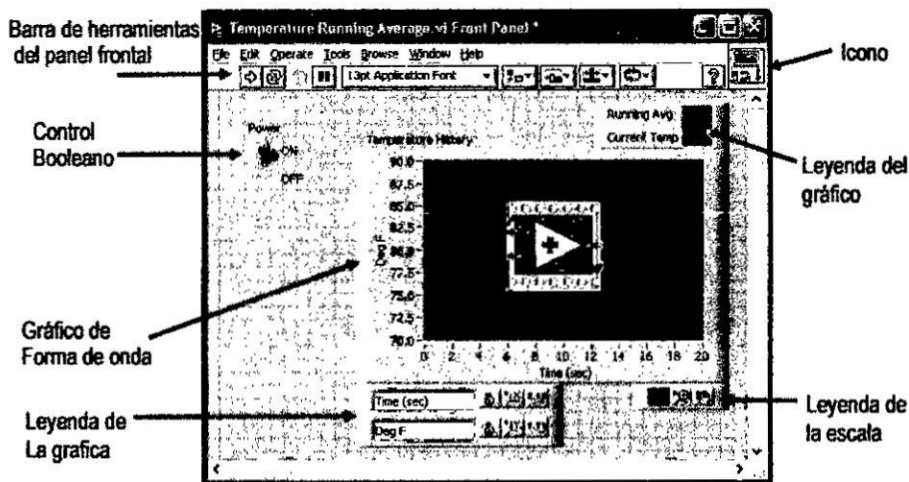 Barra de herramientas
del panel frontal
Temperature Running Average.vi Front Panel *
File Edit Operate Tools Browse Window Help
13pt Application Font
?
Icono
Control
Booleano
Power
ON
OFF
Temperature History
Running Avg
Current Temp
Leyenda del
gráfico
90.0
87.5
85.0
82.5
80.0
77.5
75.0
72.5
70.0
Deg F
0 2 4 6 8 10 12 14 16 18 20
Time (sec)
Gráfico de
Forma de onda
Leyenda de
La grafica
Time (sec)
Deg F
Leyenda de
la escala